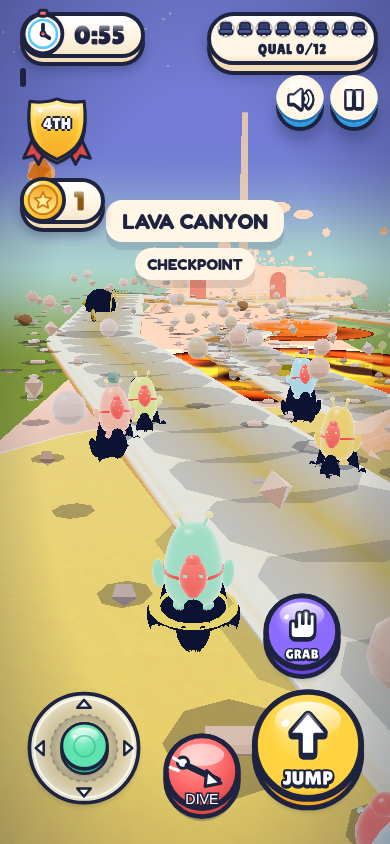 0:55
QUAL 0/12
4TH
1
LAVA CANYON
CHECKPOINT
GRAB
JUMP
DIVE